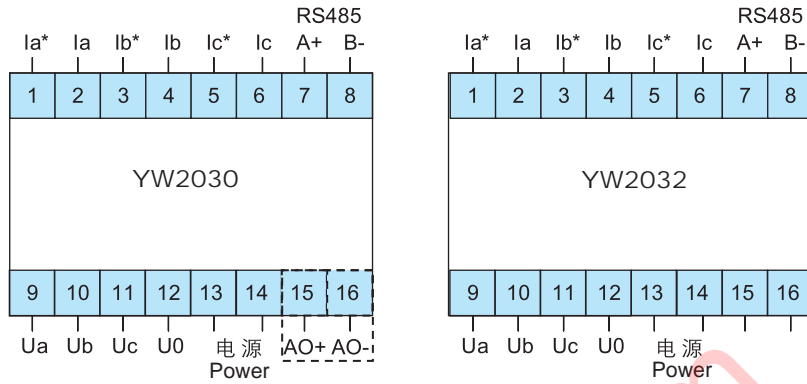 RS485
Ia* Ia Ib* Ib Ic* Ic A+ B-
1 2 3 4 5 6 7 8
YW2030
9 10 11 12 13 14 15 16
Ua Ub Uc U0 电源 AO+ AO-
Power
RS485
Ia* Ia Ib* Ib Ic* Ic A+ B-
1 2 3 4 5 6 7 8
YW2032
9 10 11 12 13 14 15 16
Ua Ub Uc U0 电源
Power